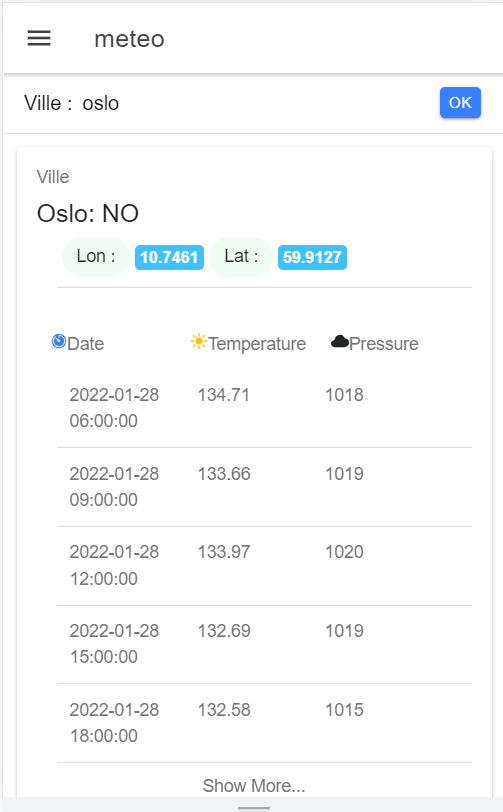 meteo
Ville : oslo OK
Ville
Oslo: NO
Lon : 10.7461 Lat : 59.9127
Date Temperature Pressure
2022-01-28 134.71 1018
06:00:00
2022-01-28 133.66 1019
09:00:00
2022-01-28 133.97 1020
12:00:00
2022-01-28 132.69 1019
15:00:00
2022-01-28 132.58 1015
18:00:00
Show More...